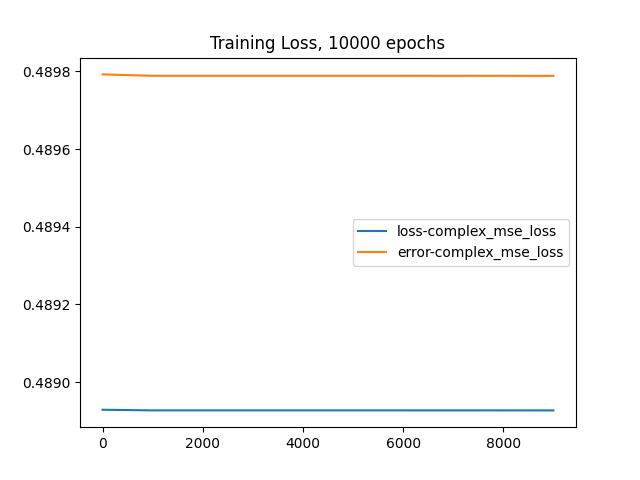 Training Loss, 10000 epochs
0.4898
0.4896
0.4894
0.4892
0.4890
loss-complex_mse_loss
error-complex_mse_loss
0 2000 4000 6000 8000